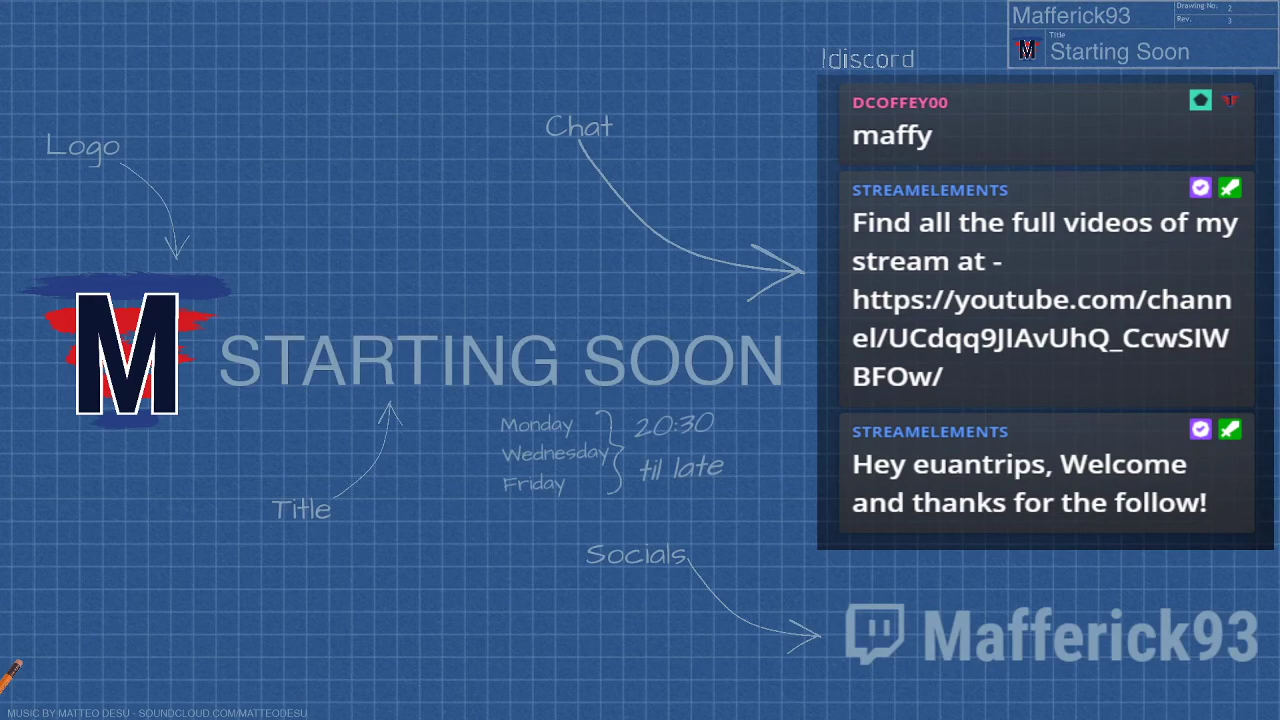 Mafferick93
Drawing No. 2
Rev. 3
Title
M Starting Soon
!discord
DCOFFEY00
maffy
STREAMELEMENTS
Find all the full videos of my
stream at -
https://youtube.com/chann
el/UCdqq9JIAvUhQ_CcwSIW
BFOw/
STREAMELEMENTS
Hey euantrips, Welcome
and thanks for the follow!
Chat
Logo
M
STARTING SOON
Monday
Wednesday
Friday
20:30
til late
Title
Socials
Mafferick93
MUSIC BY MATTEO DESU - SOUNDCLOUD.COM/MATTEODESU